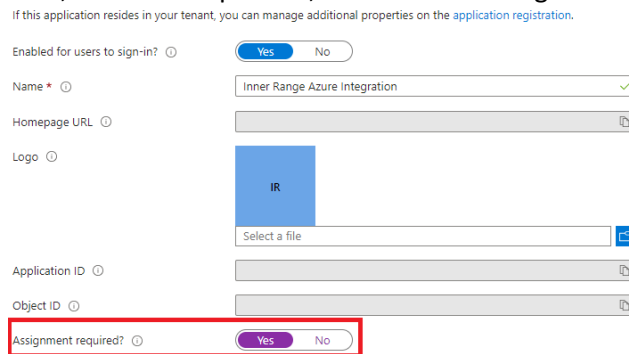 If this application resides in your tenant, you can manage additional properties on the application registration.
Enabled for users to sign-in? Yes No
Name * Inner Range Azure Integration
Homepage URL
Logo
IR
Select a file
Application ID
Object ID
Assignment required? Yes No